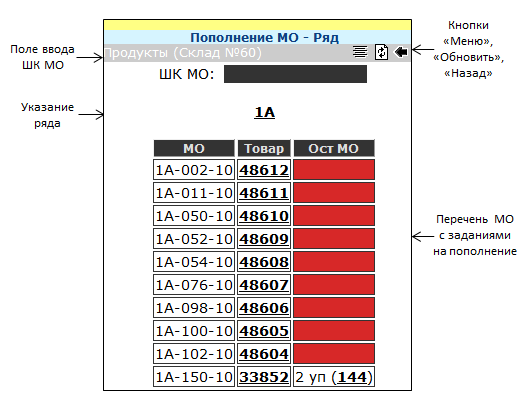 Пополнение МО - Ряд
Продукты (Склад №60)
ШК МО:
1А
МО Товар Ост МО
1А-002-10 48612
1А-011-10 48611
1А-050-10 48610
1А-052-10 48609
1А-054-10 48608
1А-076-10 48607
1А-098-10 48606
1А-100-10 48605
1А-102-10 48604
1А-150-10 33852 2 уп (144)
Поле ввода
ШК МО
Указание
ряда
Кнопки
«Меню»,
«Обновить»,
«Назад»
Перечень МО
с заданиями
на пополнение